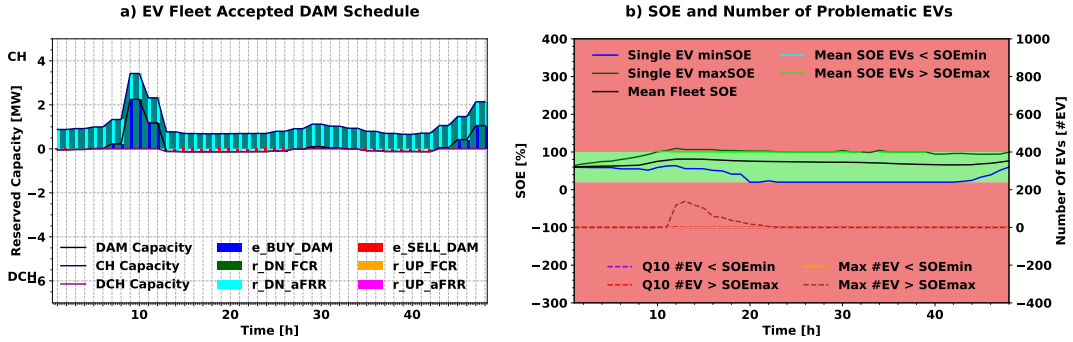 a) EV Fleet Accepted DAM Schedule
CH
DCH
Reserved Capacity [MW]
4
2
0
−2
−4
−6
DAM Capacity
CH Capacity
DCH Capacity
e_BUY_DAM
r_DN_FCR
r_DN_aFRR
e_SELL_DAM
r_UP_FCR
r_UP_aFRR
10
20
30
40
Time [h]
b) SOE and Number of Problematic EVs
SOE [%]
400
300
200
100
0
−100
−200
−300
Single EV minSOE
Single EV maxSOE
Mean Fleet SOE
Mean SOE EVs < SOEmin
Mean SOE EVs > SOEmax
Q10 #EV < SOEmin
Q10 #EV > SOEmax
Max #EV < SOEmin
Max #EV > SOEmax
10
20
30
40
Time [h]
1000
800
600
400
200
0
−200
−400
Number Of EVs [#EV]